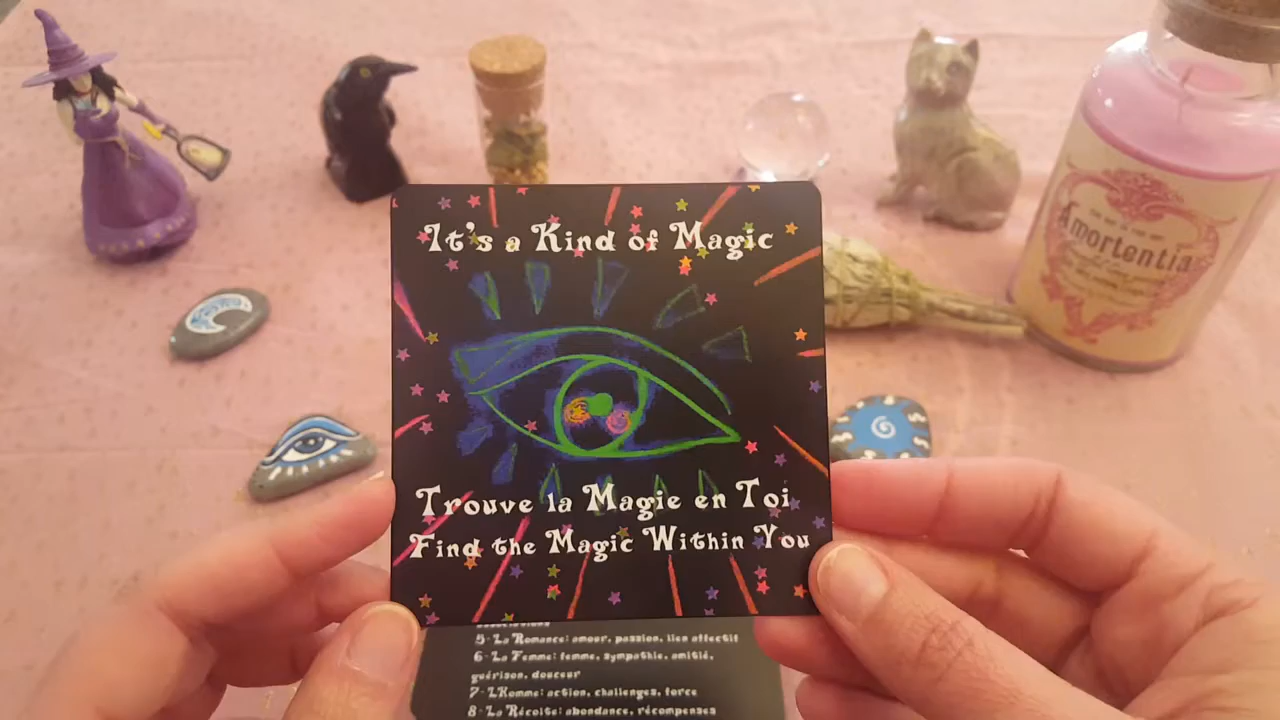 It's a Kind of Magic
Amortentia
Trouve la Magie en Toi
Find the Magic Within You
5- La Romance: amour, passion, lien affectif
6- La Femme: femme, sympathie, amitié,
guérison, douceur
7- L'Homme: action, challenges, force
8- La Récolte: abondance, récompenses